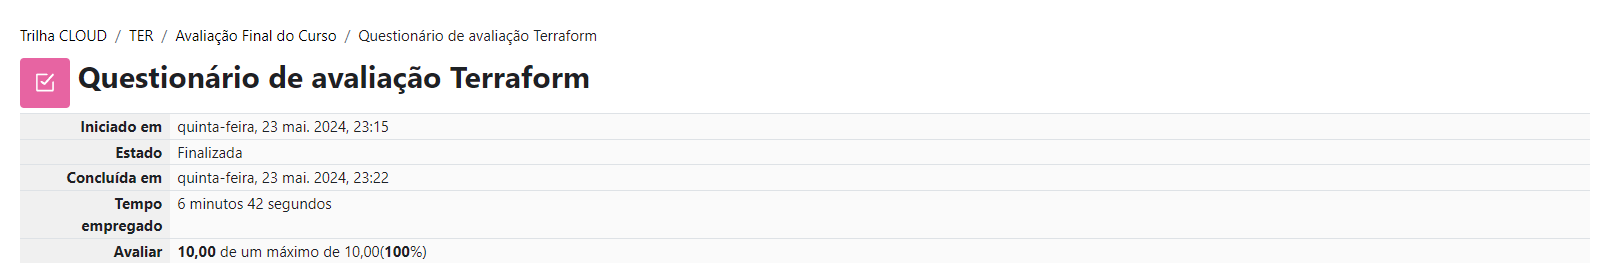 Trilha CLOUD / TER / Avaliação Final do Curso / Questionário de avaliação Terraform
Questionário de avaliação Terraform
Iniciado em quinta-feira, 23 mai. 2024, 23:15
Estado Finalizada
Concluída em quinta-feira, 23 mai. 2024, 23:22
Tempo 6 minutos 42 segundos
empregado
Avaliar 10,00 de um máximo de 10,00(100%)